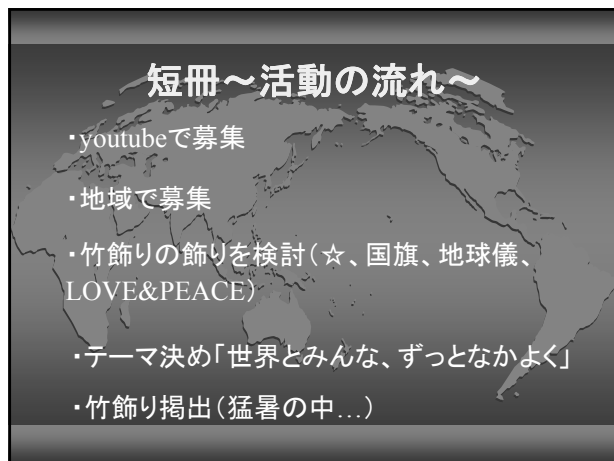 短冊~活動の流れ~
・youtubeで募集
・地域で募集
・竹飾りの飾りを検討(☆、国旗、地球儀、
LOVE&PEACE)
・テーマ決め「世界とみんな、ずっとなかよく」
・竹飾り掲出(猛暑の中…)